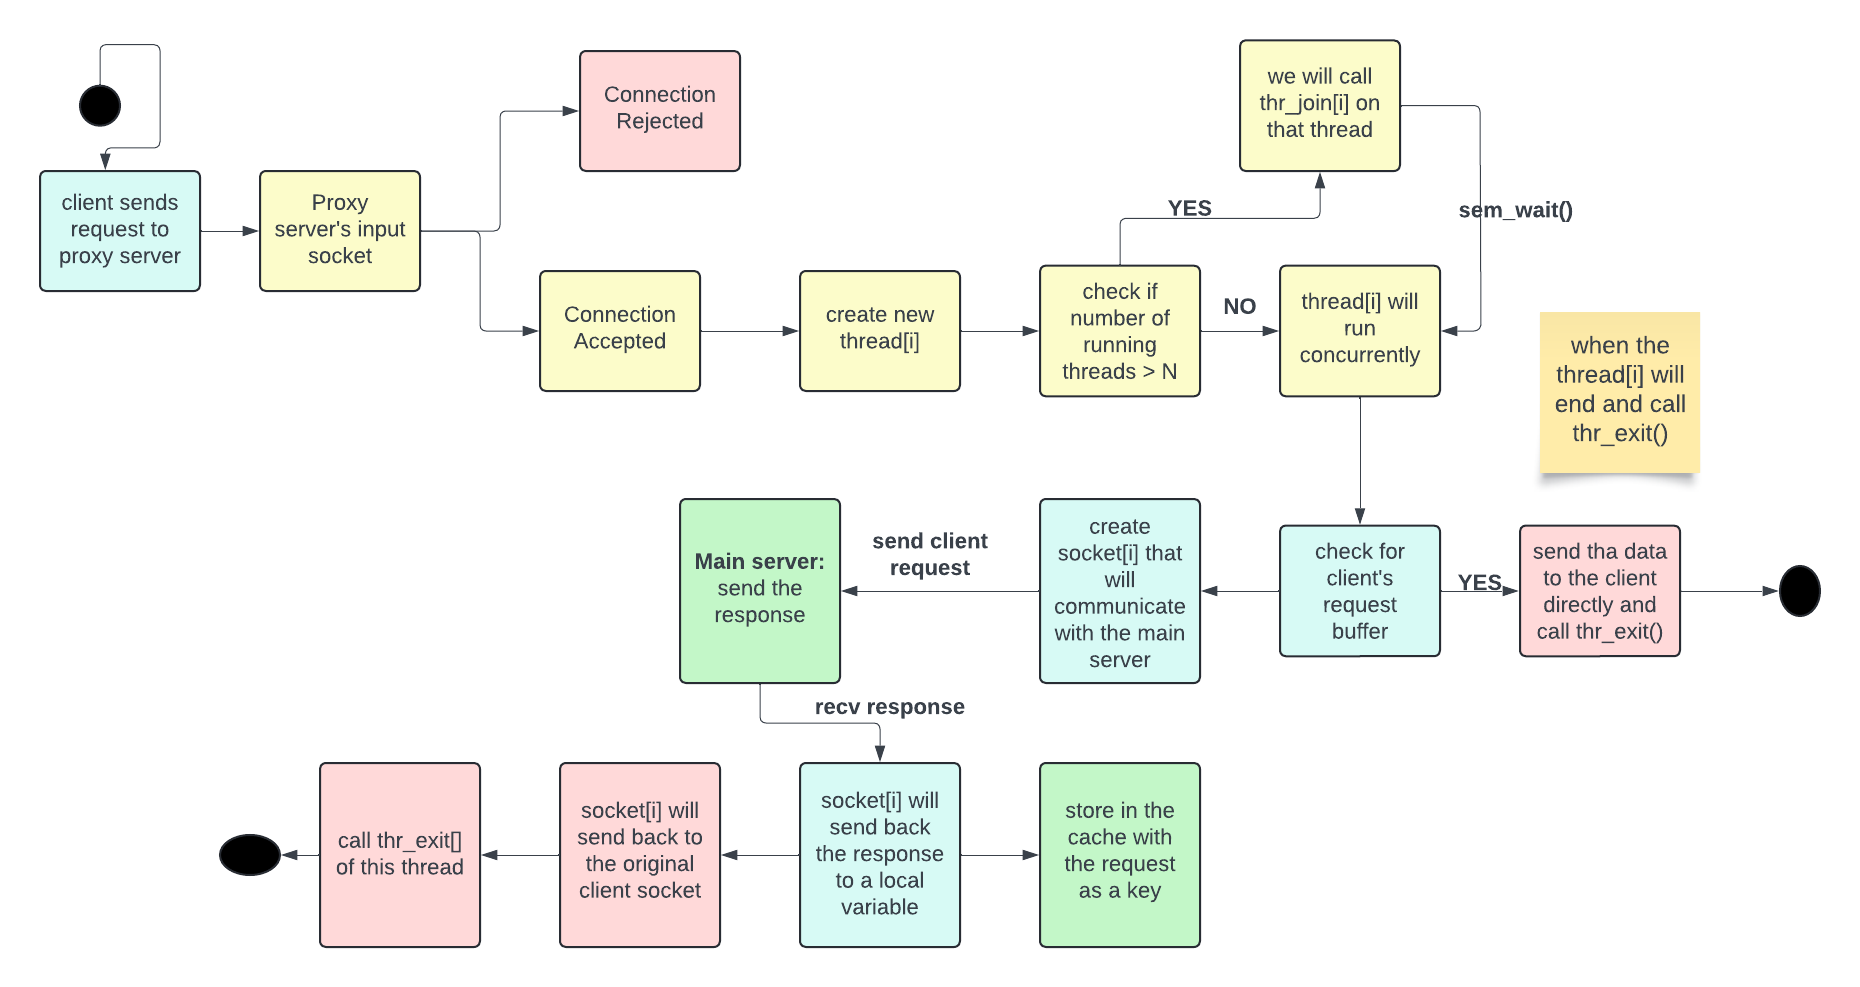 client sends
request to
proxy server
Proxy
server's input
socket
Connection
Rejected
Connection
Accepted
create new
thread[i]
check if
number of
running
threads > N
YES
we will call
thr_join[i] on
that thread
sem_wait()
NO
thread[i] will
run
concurrently
when the
thread[i] will
end and call
thr_exit()
check for
client's
request
buffer
YES
send tha data
to the client
directly and
call thr_exit()
create
socket[i] that
will
communicate
with the main
server
send client
request
Main server:
send the
response
recv response
socket[i] will
send back
the response
to a local
variable
store in the
cache with
the request
as a key
socket[i] will
send back to
the original
client socket
call thr_exit[]
of this thread